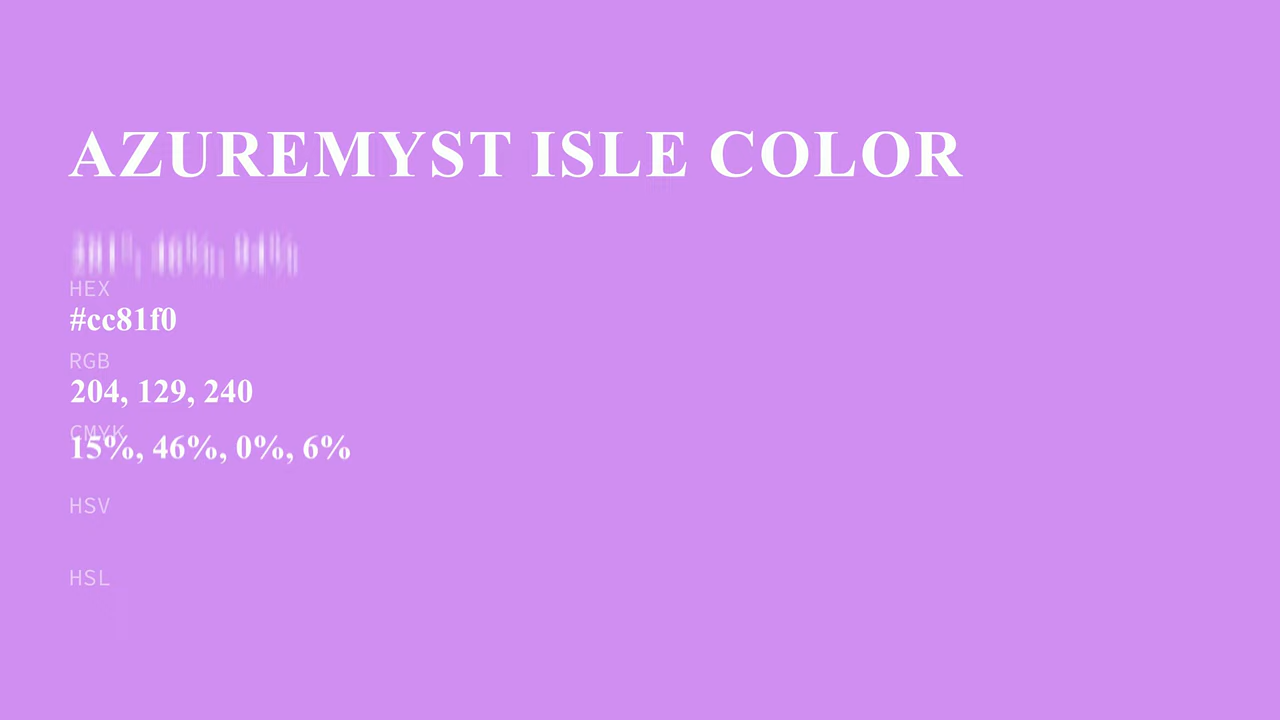 AZUREMYST ISLE COLOR
HEX
#cc81f0
RGB
204, 129, 240
CMYK
15%, 46%, 0%, 6%
HSV
HSL